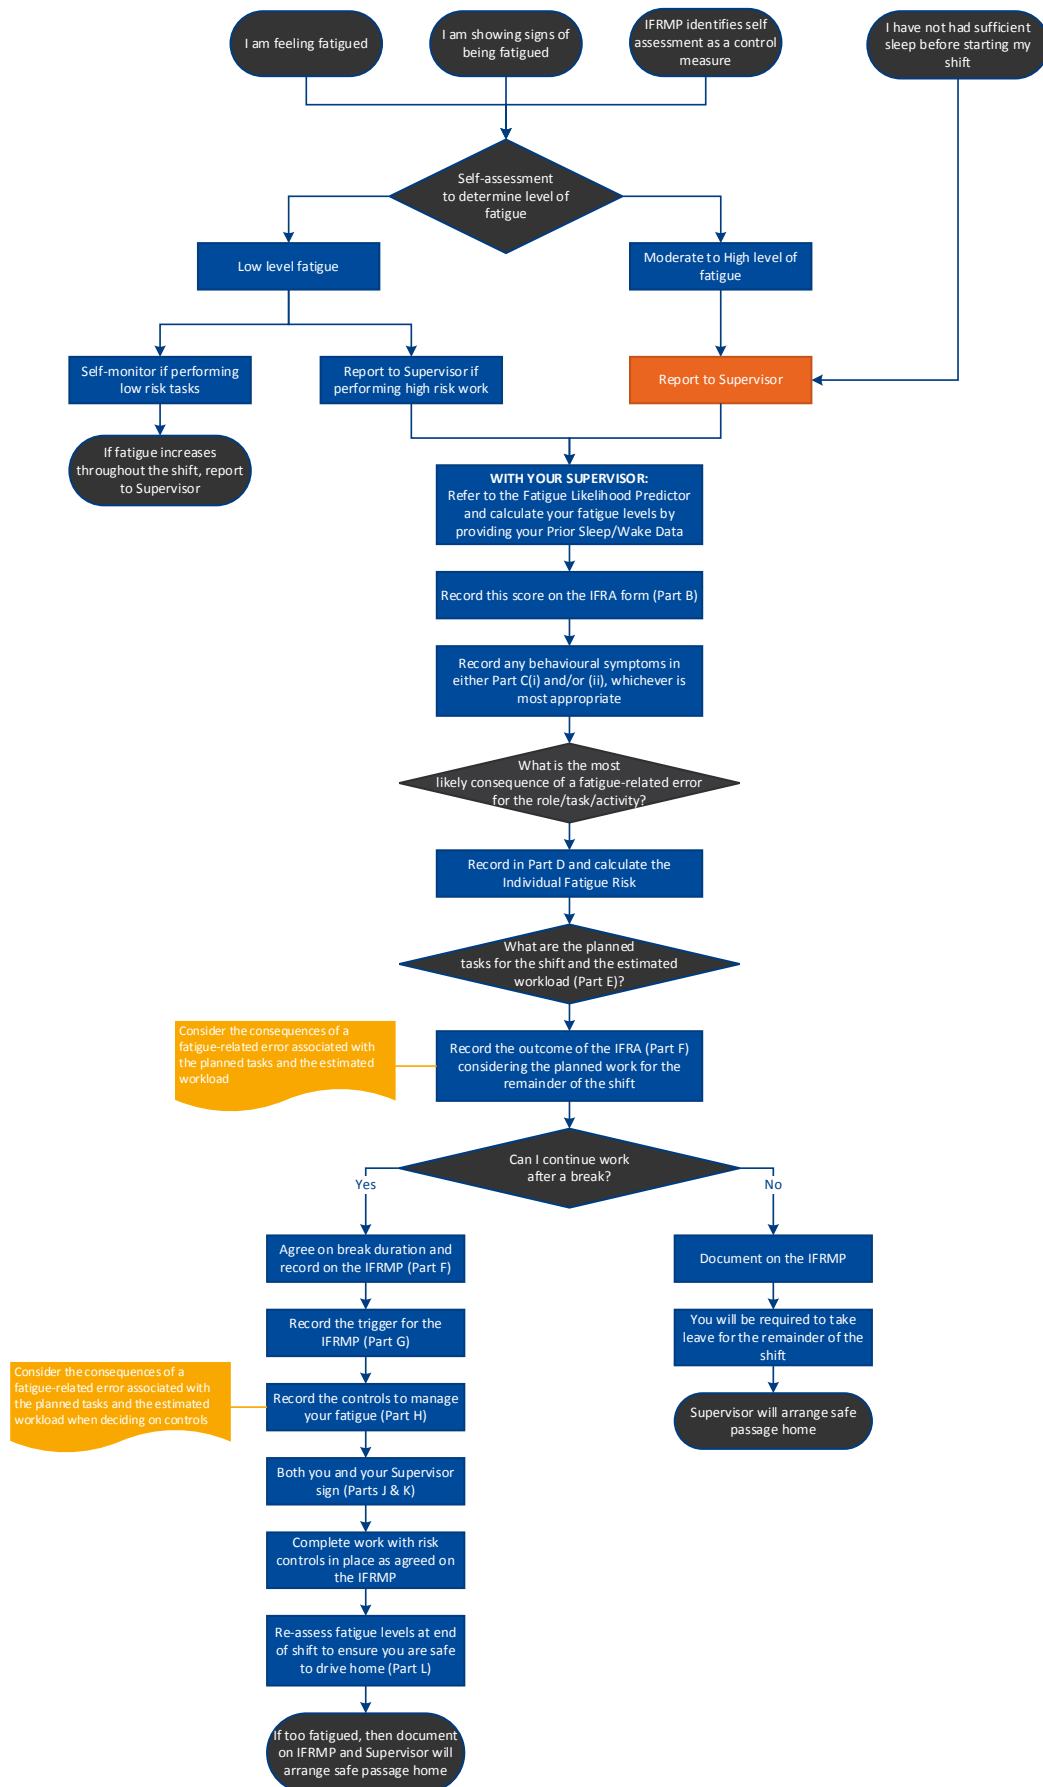 I am feeling fatigued
I am showing signs of
being fatigued
IFRMP identifies self
assessment as a control
measure
I have not had sufficient
sleep before starting my
shift
Self-assessment
to determine level of
fatigue
Low level fatigue
Moderate to High level of
fatigue
Self-monitor if performing
low risk tasks
Report to Supervisor if
performing high risk work
Report to Supervisor
If fatigue increases
throughout the shift, report
to Supervisor
WITH YOUR SUPERVISOR:
Refer to the Fatigue Likelihood Predictor
and calculate your fatigue levels by
providing your Prior Sleep/Wake Data
Record this score on the IFRA form (Part B)
Record any behavioural symptoms in
either Part C(i) and/or (ii), whichever is
most appropriate
What is the most
likely consequence of a fatigue-related error
for the role/task/activity?
Record in Part D and calculate the
Individual Fatigue Risk
What are the planned
tasks for the shift and the estimated
workload (Part E)?
Consider the consequences of a
fatigue-related error associated with
the planned tasks and the estimated
workload
Record the outcome of the IFRA (Part F)
considering the planned work for the
remainder of the shift
Can I continue work
after a break?
Yes
No
Agree on break duration and
record on the IFRMP (Part F)
Document on the IFRMP
Record the trigger for the
IFRMP (Part G)
You will be required to take
leave for the remainder of the
shift
Consider the consequences of a
fatigue-related error associated with
the planned tasks and the estimated
workload when deciding on controls
Record the controls to manage
your fatigue (Part H)
Supervisor will arrange safe
passage home
Both you and your Supervisor
sign (Parts J & K)
Complete work with risk
controls in place as agreed on
the IFRMP
Re-assess fatigue levels at end
of shift to ensure you are safe
to drive home (Part L)
If too fatigued, then document
on IFRMP and Supervisor will
arrange safe passage home